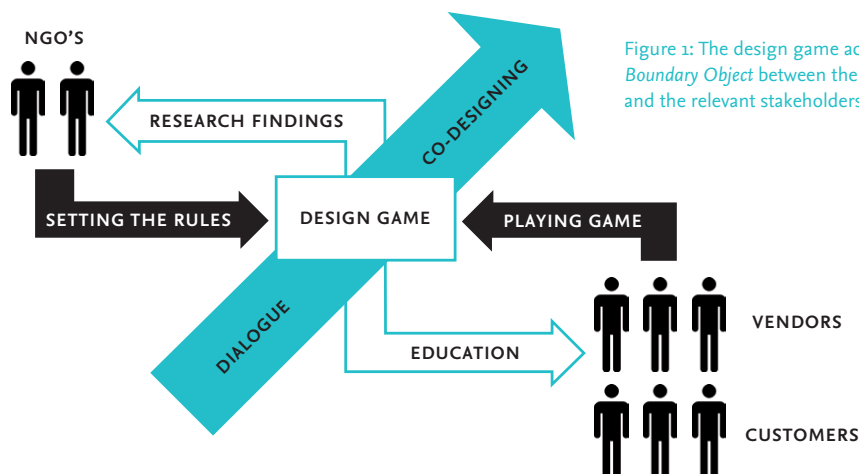 NGO'S
Figure 1: The design game ac
Boundary Object between the
and the relevant stakeholders
RESEARCH FINDINGS
CO-DESIGNING
SETTING THE RULES
DESIGN GAME
PLAYING GAME
DIALOGUE
EDUCATION
VENDORS
CUSTOMERS